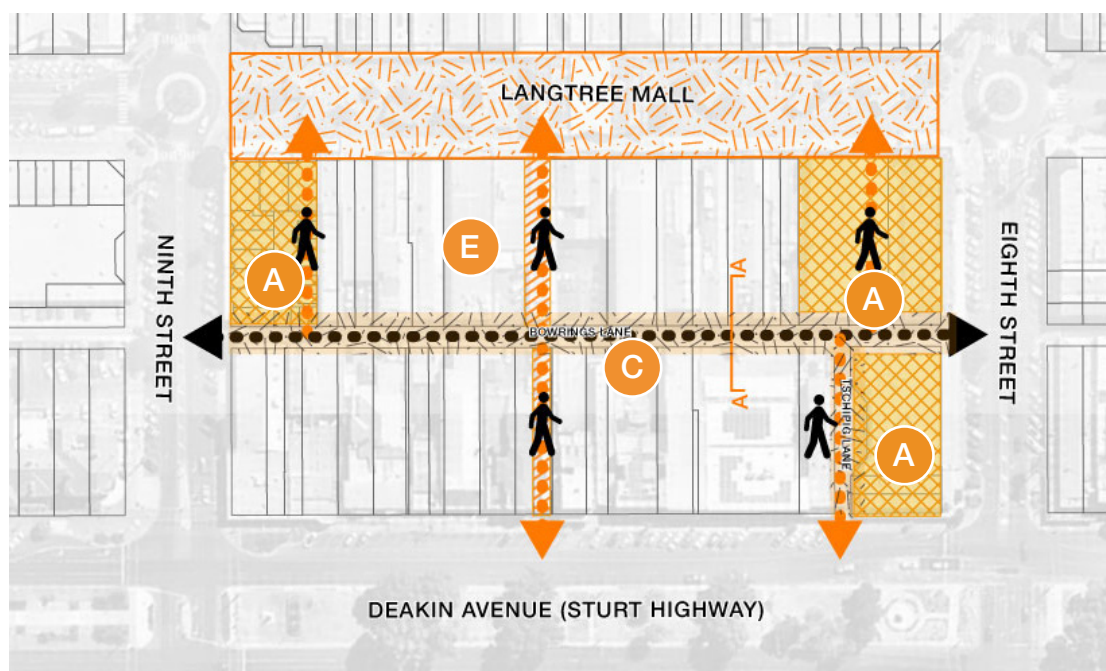 LANGTREE MALL
NINTH STREET
E
A
A
A
EIGHTH STREET
BOWRINGS LANE
C
A
TSCHIPIG LANE
A
DEAKIN AVENUE (STURT HIGHWAY)